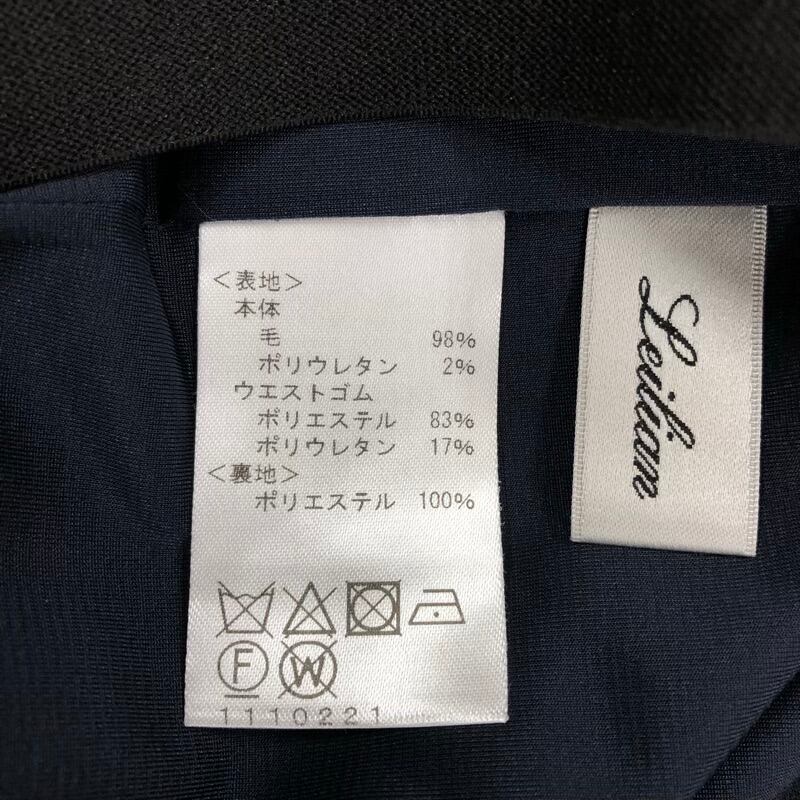 ＜表地＞
本体
毛 98%
ポリウレタン 2%
ウエストゴム
ポリエステル 83%
ポリウレタン 17%
＜裏地＞
ポリエステル 100%
F W
1110221
Leilian